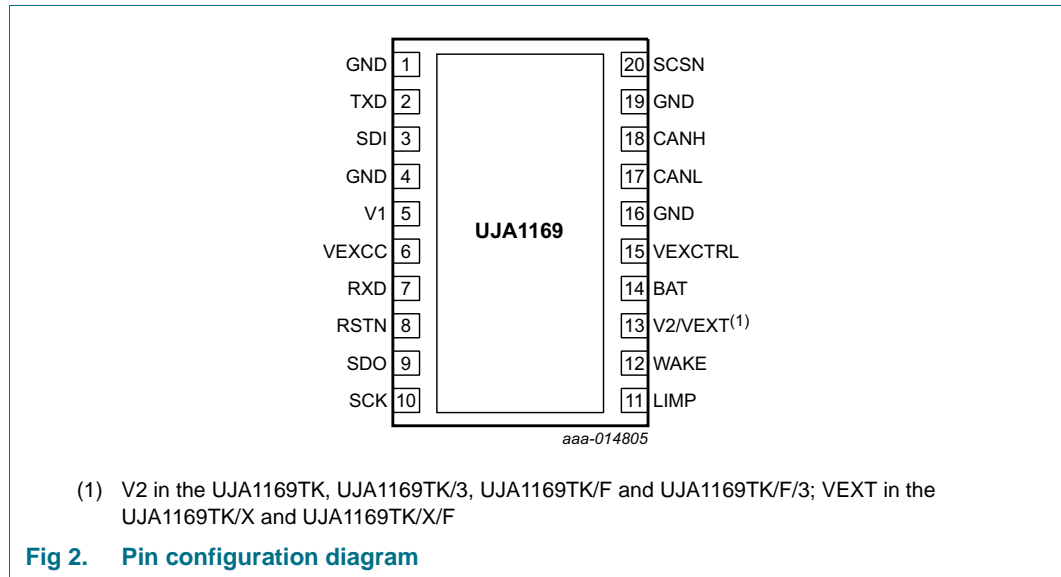 GND 1
TXD 2
SDI 3
GND 4
V1 5
VEXCC 6
RXD 7
RSTN 8
SDO 9
SCK 10
UJA1169
20 SCSN
19 GND
18 CANH
17 CANL
16 GND
15 VEXCTRL
14 BAT
13 V2/VEXT(1)
12 WAKE
11 LIMP
aaa-014805
(1) V2 in the UJA1169TK, UJA1169TK/3, UJA1169TK/F and UJA1169TK/F/3; VEXT in the
UJA1169TK/X and UJA1169TK/X/F
Fig 2. Pin configuration diagram